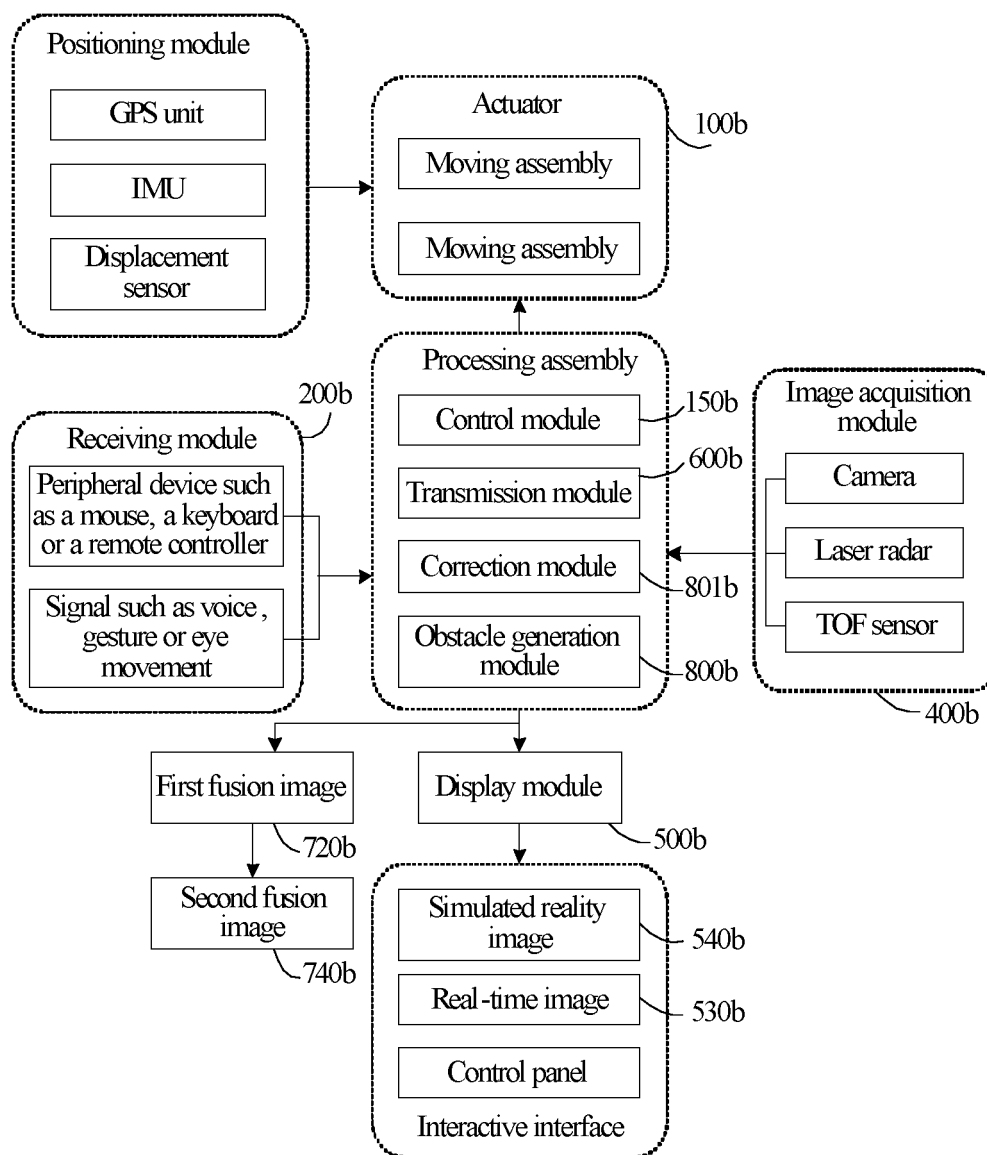 Positioning module
GPS unit
IMU
Displacement
sensor
Actuator
100b
Moving assembly
Mowing assembly
Processing assembly
Control module
150b
600b
Transmission module
Correction module
801b
Obstacle generation
module
800b
200b
Receiving module
Peripheral device such
as a mouse, a keyboard
or a remote controller
Signal such as voice,
gesture or eye
movement
Image acquisition
module
Camera
Laser radar
TOF sensor
400b
First fusion image
720b
Second fusion
image
740b
Display module
500b
Simulated reality
image
540b
Real-time image
530b
Control panel
Interactive interface